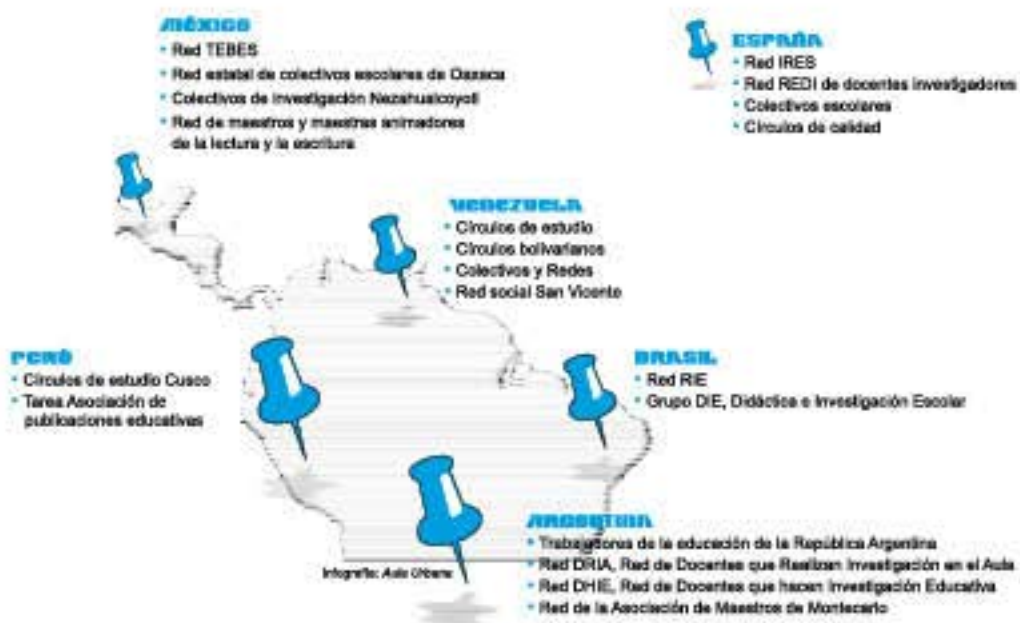 MÉXICO
• Red TEBES
• Red estatal de colectivos escolares de Oaxaca
• Colectivos de investigación Nezahualcoyotl
• Red de maestros y maestras animadores
de la lectura y la escritura
ESPAÑA
• Red IRES
• Red REDI de docentes investigadores
• Colectivos escolares
• Círculos de calidad
VENEZUELA
• Círculos de estudio
• Círculos bolivarianos
• Colectivos y Redes
• Red social San Vicente
PERÚ
• Círculos de estudio Cusco
• Tarea Asociación de
publicaciones educativas
BRASIL
• Red RIE
• Grupo DIE, Didáctica e Investigación Escolar
ARGENTINA
• Trabajadores de la educación de la República Argentina
• Red DRIA, Red de Docentes que Realizan Investigación en el Aula
• Red DHIE, Red de Docentes que hacen Investigación Educativa
• Red de la Asociación de Maestros de Montecarlo
Infografía: Aula Urbana